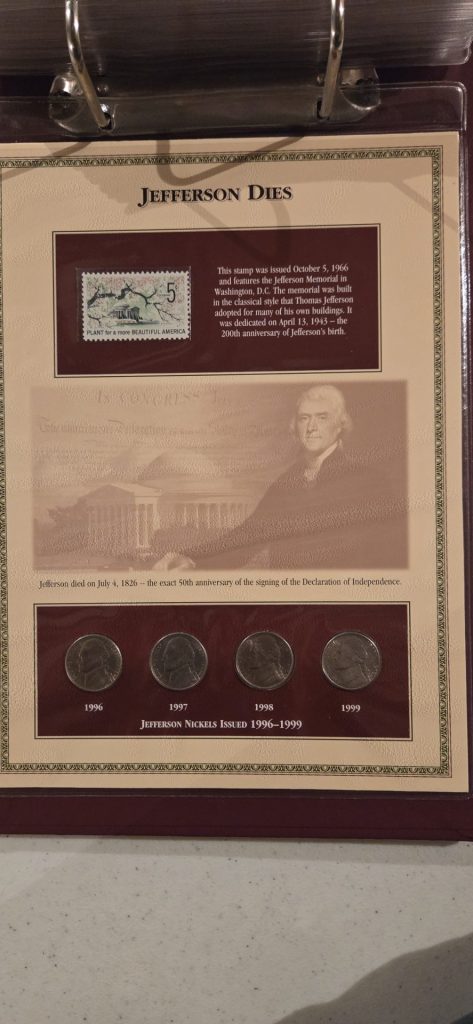 JEFFERSON DIES
5
PLANT for a more BEAUTIFUL AMERICA
This stamp was issued October 5, 1966
and features the Jefferson Memorial in
Washington, D.C. The memorial was built
in the classical style that Thomas Jefferson
adopted for many of his own buildings. It
was dedicated on April 13, 1943 – the
200th anniversary of Jefferson's birth.
IN CONGRESS
Jefferson died on July 4, 1826 -- the exact 50th anniversary of the signing of the Declaration of Independence.
1996
1997
1998
1999
JEFFERSON NICKELS ISSUED 1996–1999